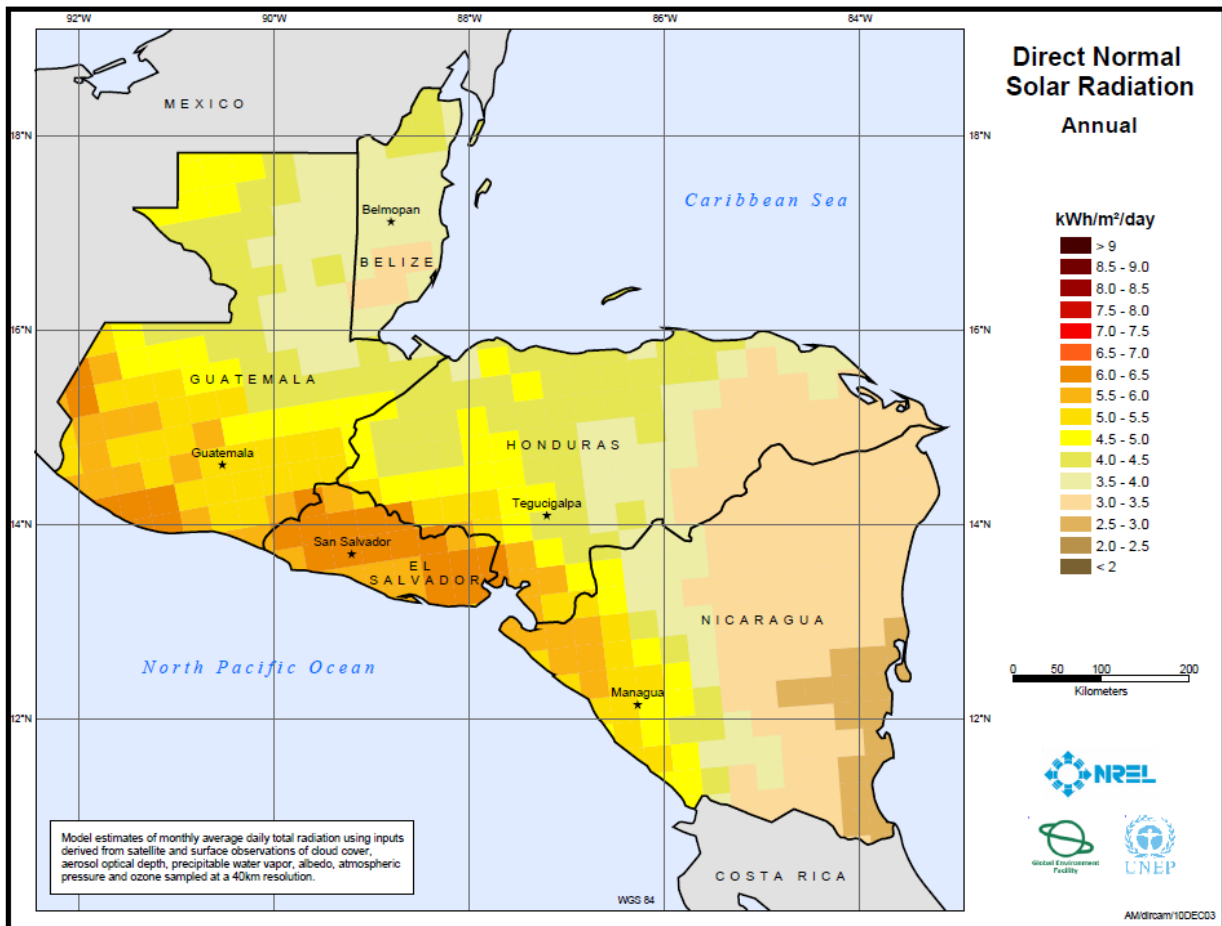 92°W
90°W
88°W
86°W
84°W
Direct Normal
Solar Radiation
Annual
MEXICO
18°N
18°N
Caribbean Sea
Belmopan
BELIZE
kWh/m²/day
> 9
8.5 - 9.0
8.0 - 8.5
7.5 - 8.0
7.0 - 7.5
6.5 - 7.0
6.0 - 6.5
5.5 - 6.0
5.0 - 5.5
4.5 - 5.0
4.0 - 4.5
3.5 - 4.0
3.0 - 3.5
2.5 - 3.0
2.0 - 2.5
< 2
16°N
16°N
GUATEMALA
Guatemala
HONDURAS
Tegucigalpa
14°N
14°N
San Salvador
EL
SALVADOR
NICARAGUA
North Pacific Ocean
Managua
0 50 100 200
Kilometers
12°N
12°N
NREL
Global Environment
Facility
UNEP
Model estimates of monthly average daily total radiation using inputs
derived from satellite and surface observations of cloud cover,
aerosol optical depth, precipitable water vapor, albedo, atmospheric
pressure and ozone sampled at a 40km resolution.
COSTA RICA
WGS 84
AM/dircam/10DEC03